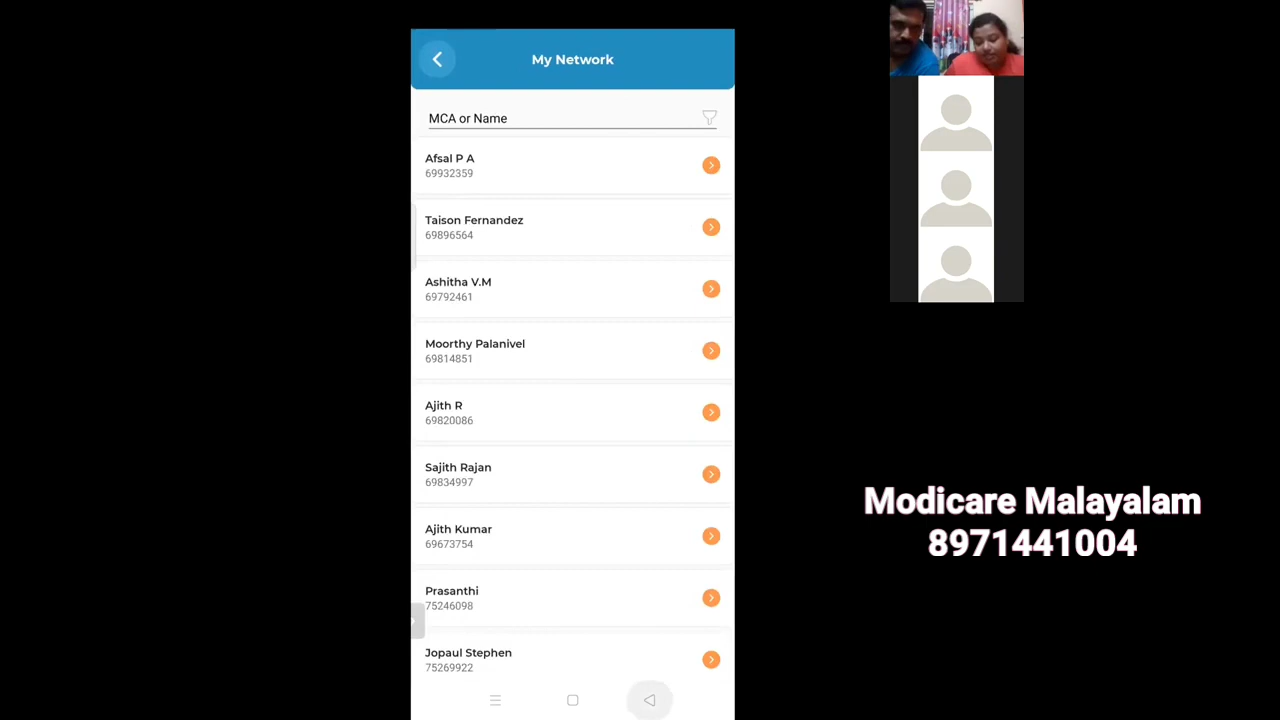 My Network
MCA or Name
Afsal P A
69932359
Taison Fernandez
69896564
Ashitha V.M
69792461
Moorthy Palanivel
69814851
Ajith R
69820086
Sajith Rajan
69834997
Ajith Kumar
69673754
Prasanthi
75246098
Jopaul Stephen
75269922
Modicare Malayalam
8971441004